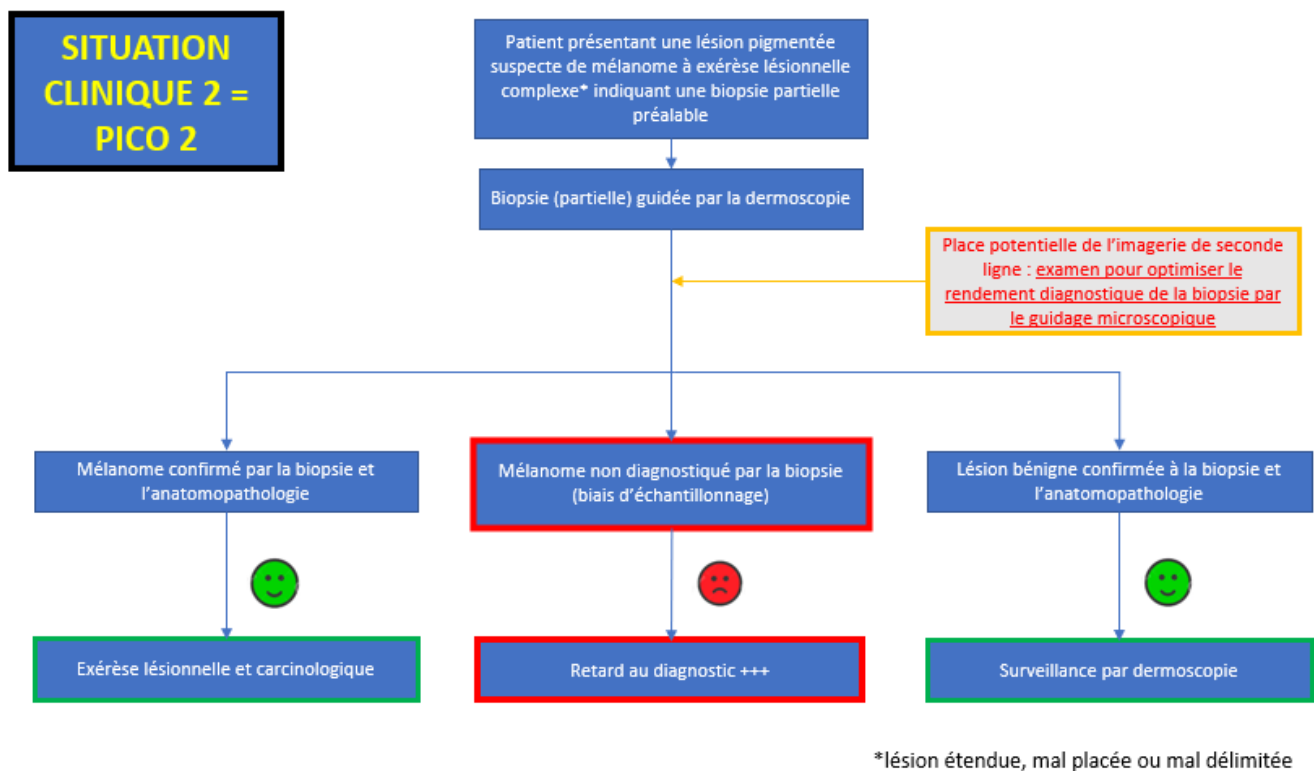 SITUATION
CLINIQUE 2 =
PICO 2
Patient présentant une lésion pigmentée
suspecte de mélanome à exérèse lésionnelle
complexe* indiquant une biopsie partielle
préalable
Biopsie (partielle) guidée par la dermoscopie
Place potentielle de l'imagerie de seconde
ligne : examen pour optimiser le
rendement diagnostique de la biopsie par
le guidage microscopique
Mélanome confirmé par la biopsie et
l'anatomopathologie
Mélanome non diagnostiqué par la biopsie
(biais d'échantillonnage)
Lésion bénigne confirmée à la biopsie et
l'anatomopathologie
Exérèse lésionnelle et carcinologique
Retard au diagnostic +++
Surveillance par dermoscopie
*lésion étendue, mal placée ou mal délimitée